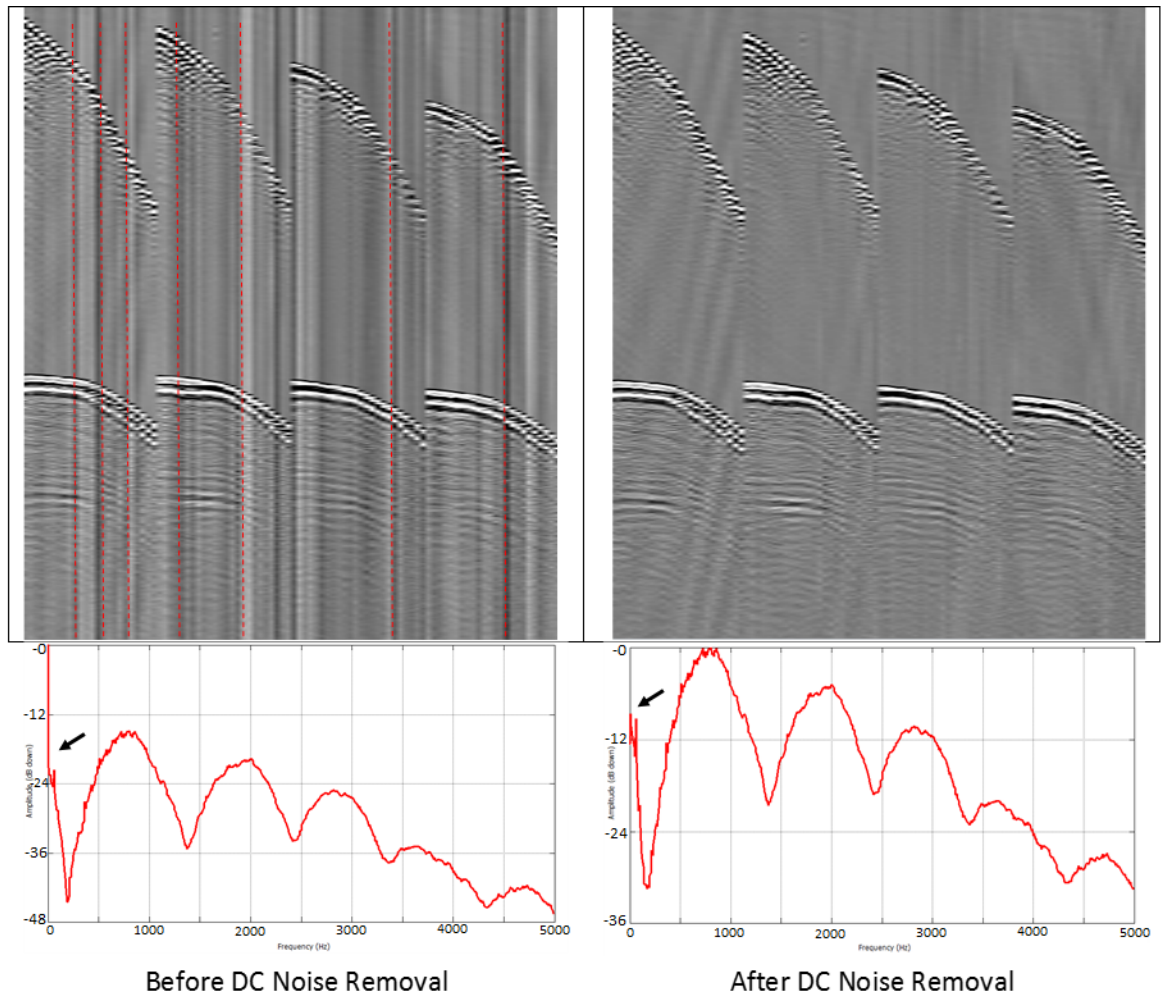 -0
-12
-24
-36
-48
Amplitude (dB down)
0 1000 2000 3000 4000 5000
Frequency (Hz)
Before DC Noise Removal
-0
-12
-24
-36
Amplitude (dB down)
0 1000 2000 3000 4000 5000
Frequency (Hz)
After DC Noise Removal